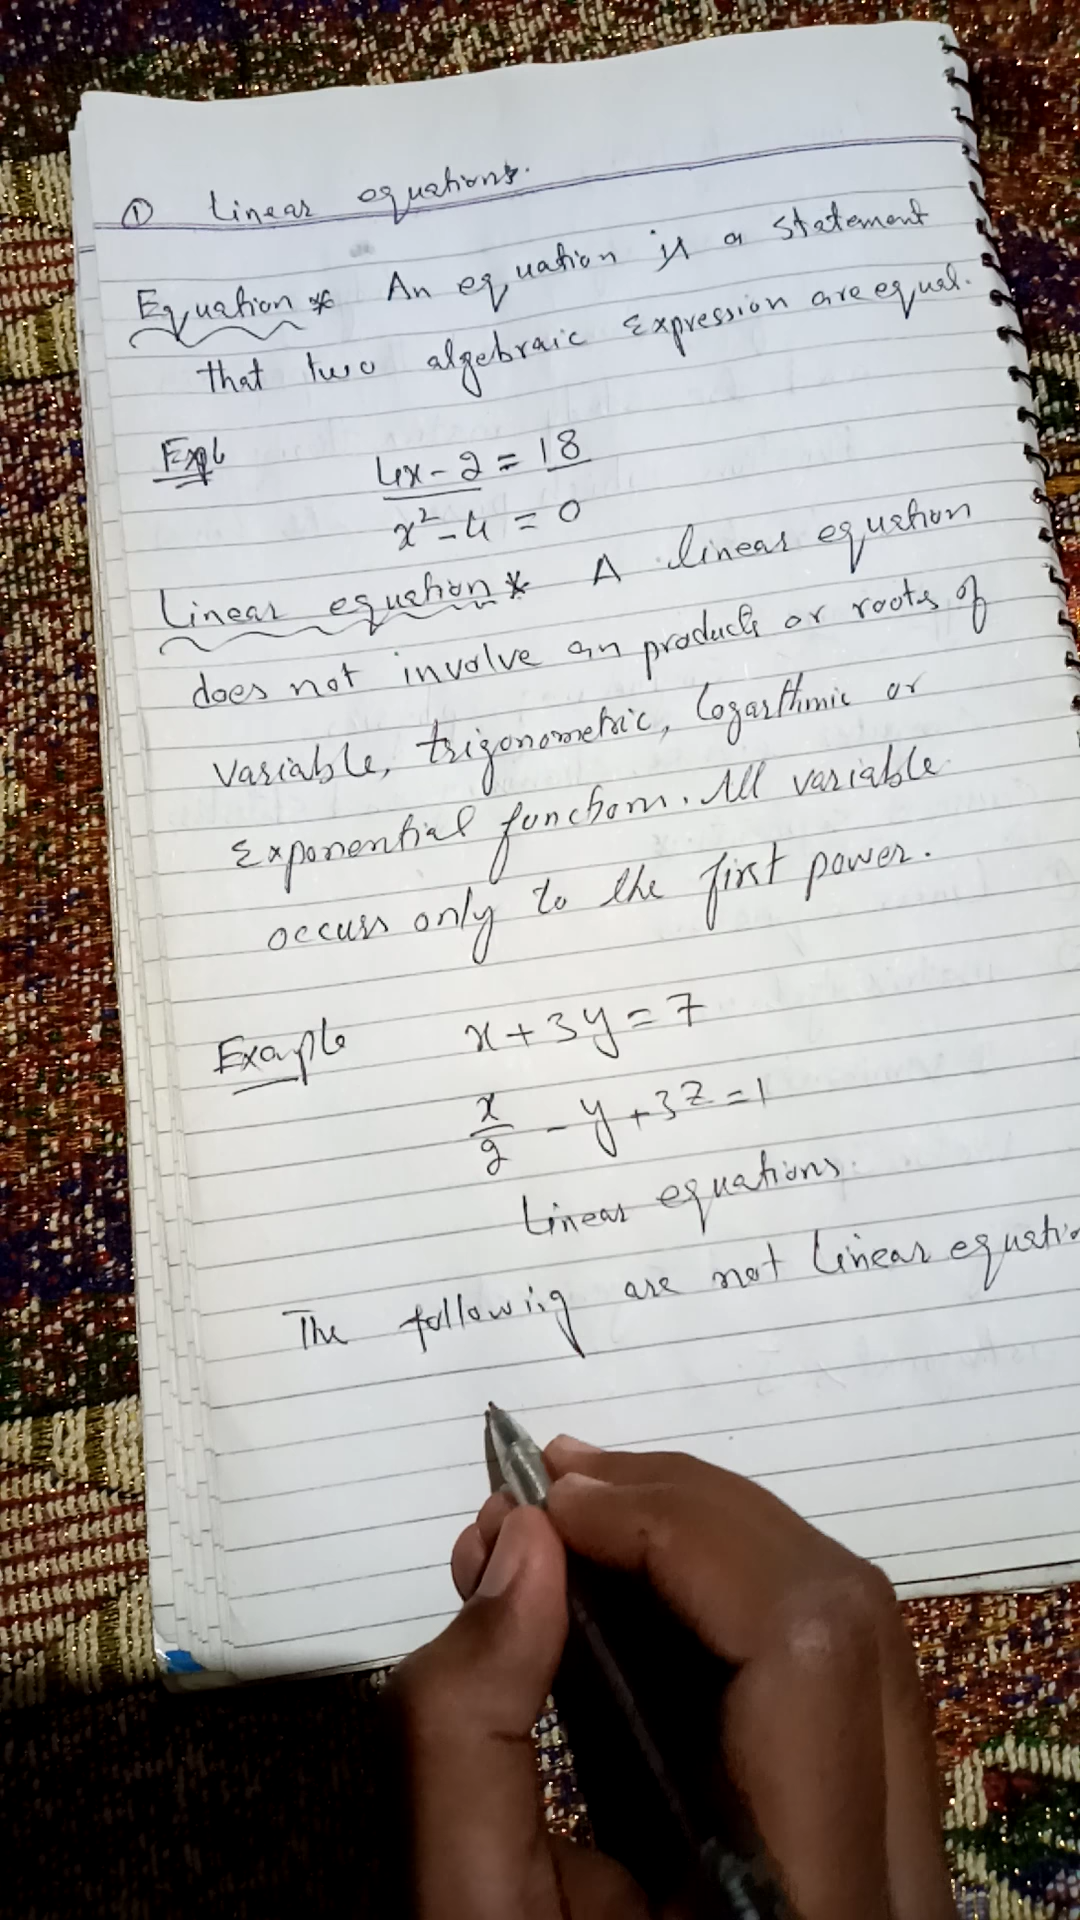 ① Linear equations.
Equation * An equation is a statement
that two algebraic Expression are equal.
Expl 4x - 2 = 18
x² - 4 = 0
Linear equation * A linear equation
does not involve an products or roots of
variable, trigonometric, Logarthmic or
Exponential functions. All variable
occurs only to the first power.
Example x + 3y = 7
x/2 - y + 3z = 1
Linear equations.
The following are not linear equatio